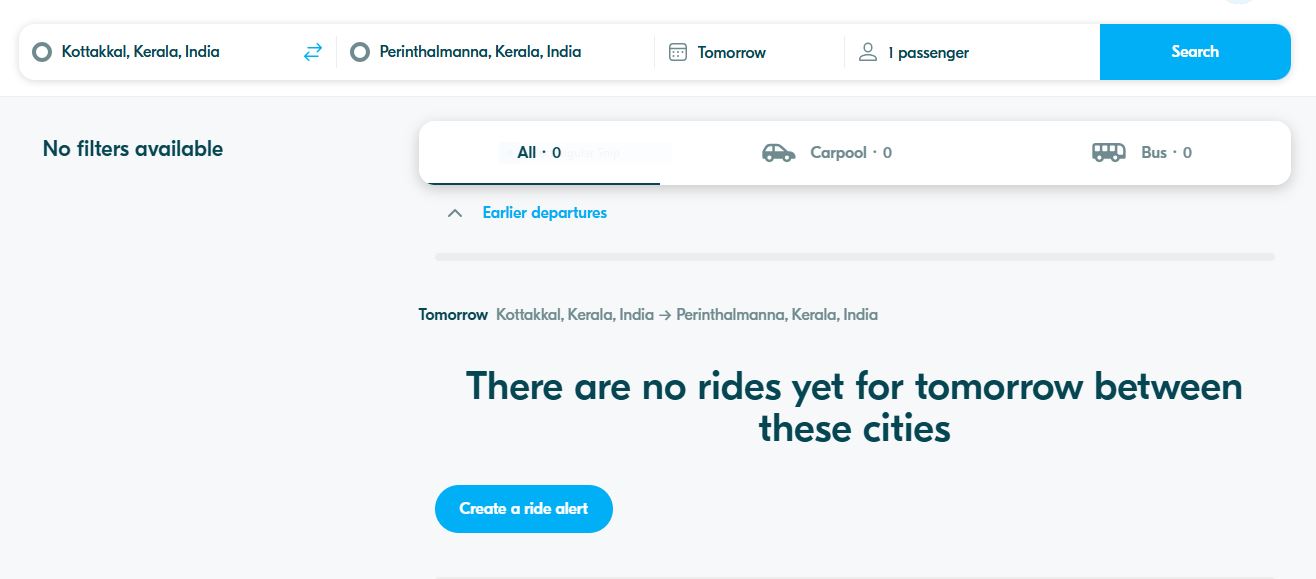 Kottakkal, Kerala, India
Perinthalmanna, Kerala, India
Tomorrow
1 passenger
Search
No filters available
All · 0
Carpool · 0
Bus · 0
Earlier departures
Tomorrow Kottakkal, Kerala, India → Perinthalmanna, Kerala, India
There are no rides yet for tomorrow between
these cities
Create a ride alert